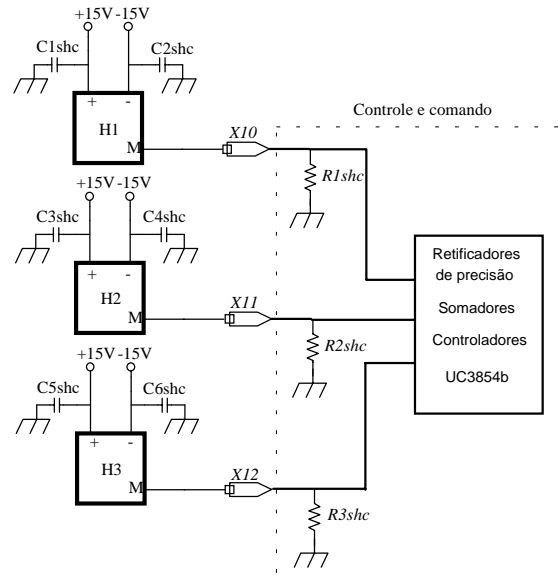 +15V -15V
C1shc C2shc
+ -
H1
M
X10
Controle e comando
R1shc
+15V -15V
C3shc C4shc
+ -
H2
M
X11
R2shc
Retificadores
de precisão
Somadores
Controladores
UC3854b
+15V -15V
C5shc C6shc
+ -
H3
M
X12
R3shc